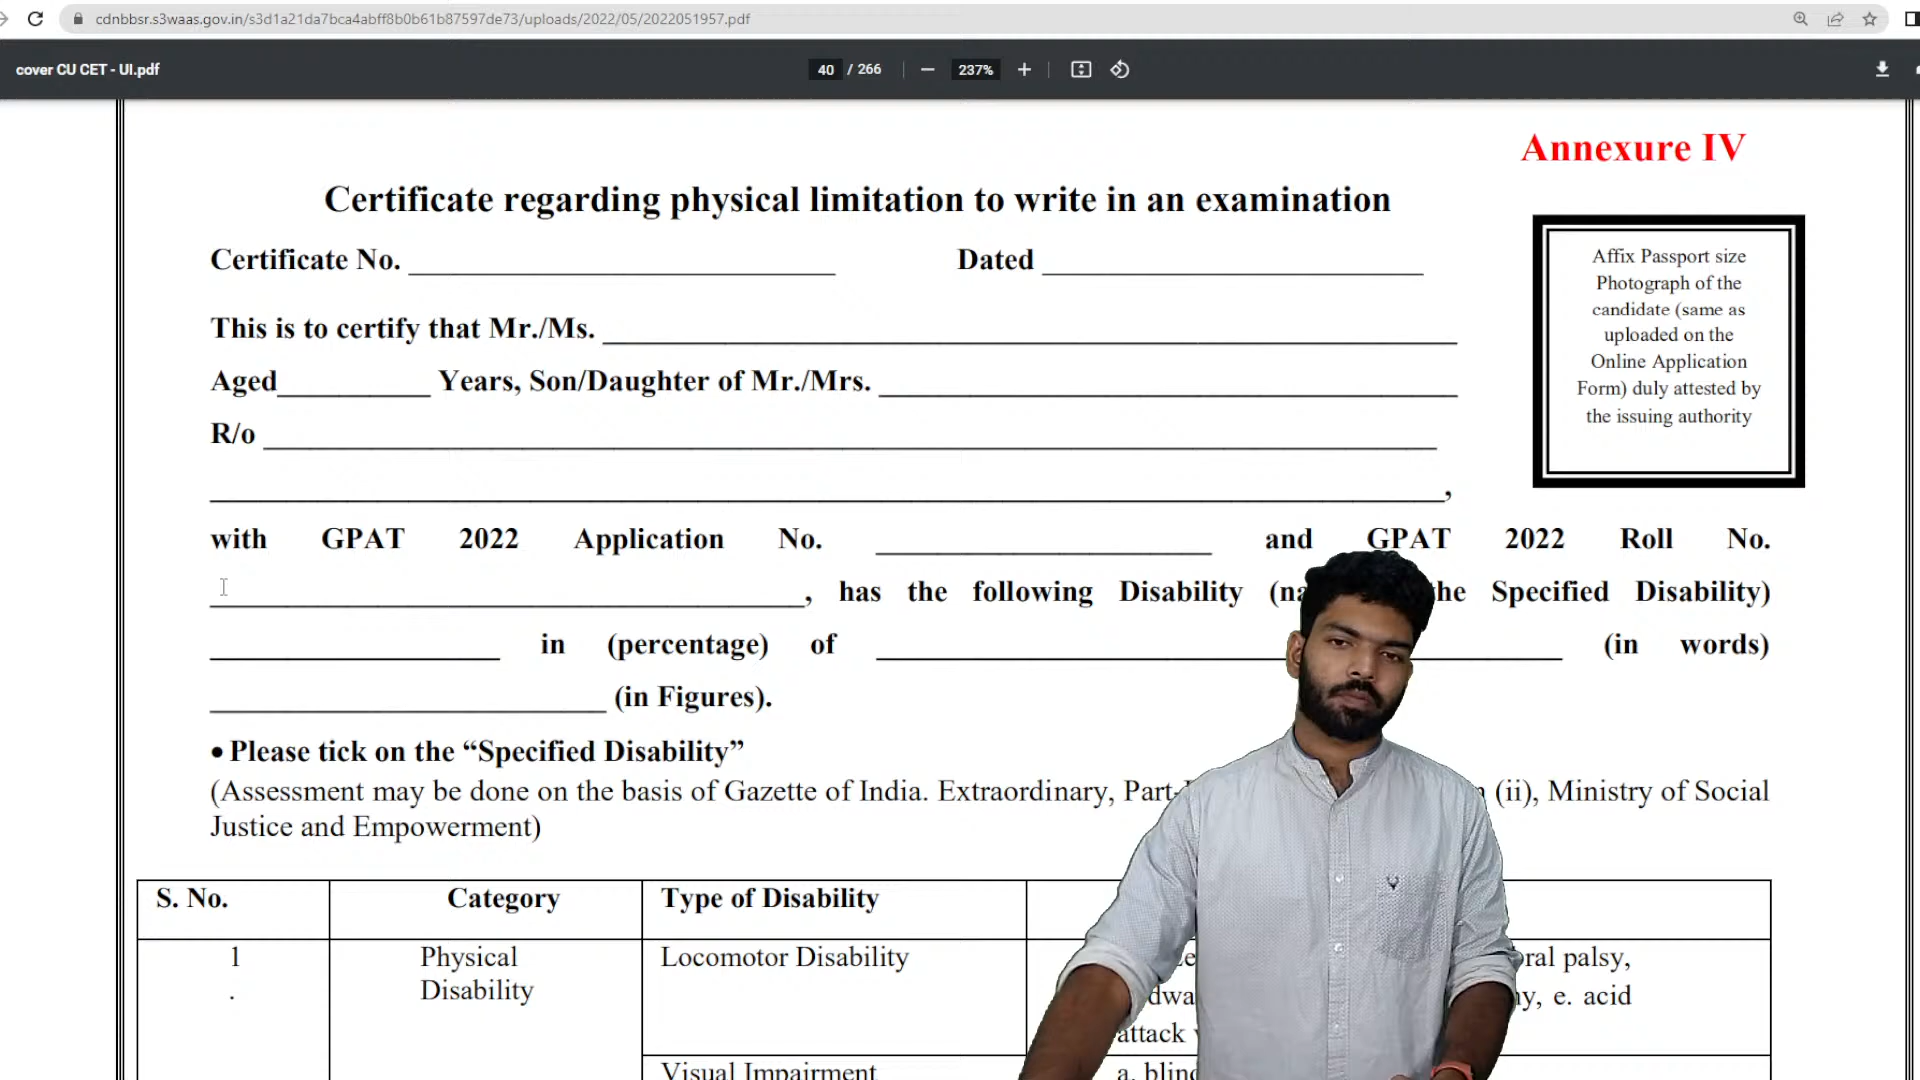 cdnbbsr.s3waas.gov.in/s3d1a21da7bca4abff8b0b61b87597de73/uploads/2022/05/2022051957.pdf
cover CU CET - UI.pdf
40 / 266
237%
Annexure IV
Certificate regarding physical limitation to write in an examination
Certificate No. Dated
Affix Passport size
Photograph of the
candidate (same as
uploaded on the
Online Application
Form) duly attested by
the issuing authority
This is to certify that Mr./Ms.
Aged Years, Son/Daughter of Mr./Mrs.
R/o
,
with GPAT 2022 Application No. and GPAT 2022 Roll No.
, has the following Disability the Specified Disability)
in (percentage) of (in words)
(in Figures).
• Please tick on the “Specified Disability”
(Assessment may be done on the basis of Gazette of India. Extraordinary, (ii), Ministry of Social
Justice and Empowerment)
S. No. Category Type of Disability
1
.
Physical
Disability
Locomotor Disability
palsy,
e. acid
attack
Visual Impairment
a.